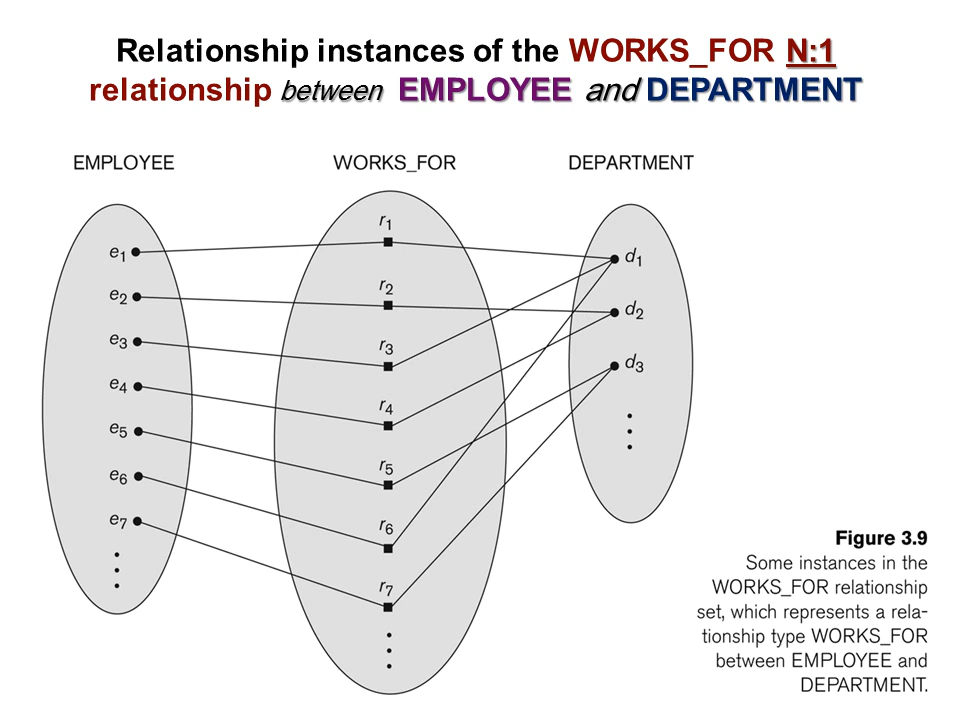 Relationship instances of the WORKS_FOR N:1
relationship between EMPLOYEE and DEPARTMENT
EMPLOYEE
WORKS_FOR
DEPARTMENT
e1
e2
e3
e4
e5
e6
e7
r1
r2
r3
r4
r5
r6
r7
d1
d2
d3
Figure 3.9
Some instances in the
WORKS_FOR relationship
set, which represents a rela-
tionship type WORKS_FOR
between EMPLOYEE and
DEPARTMENT.